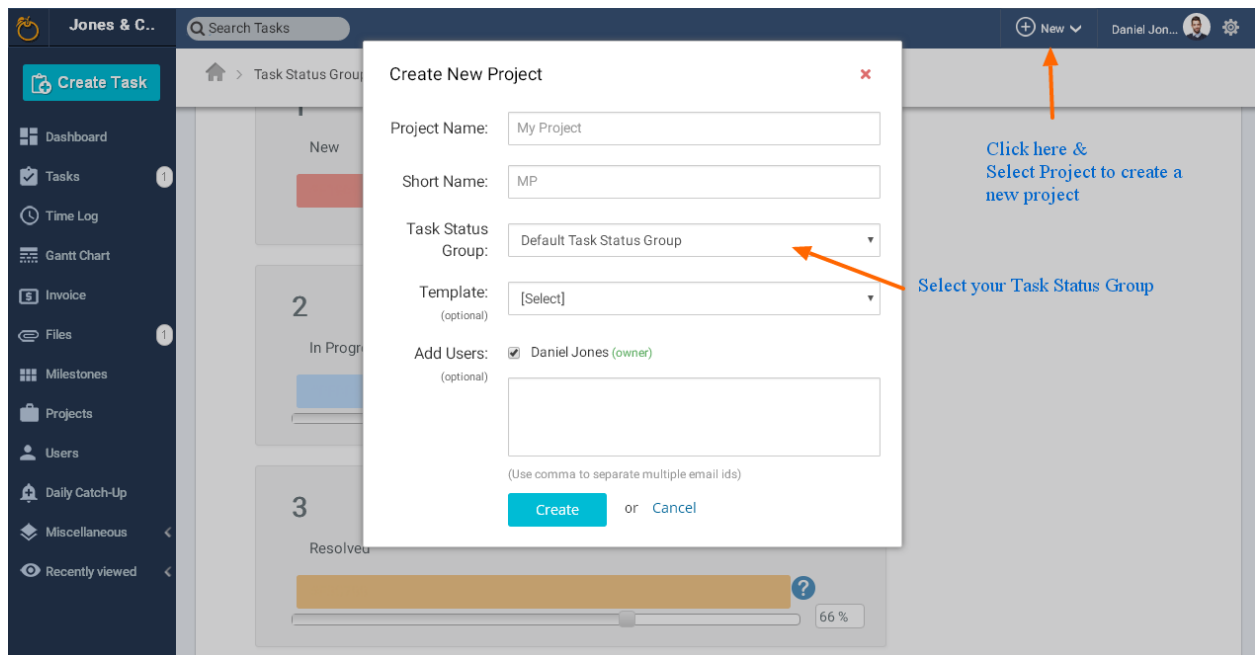 Jones & C..
Search Tasks
New
Daniel Jon...
Create Task
Task Status Grou
Dashboard
Tasks
1
Time Log
Gantt Chart
Invoice
Files
1
Milestones
Projects
Users
Daily Catch-Up
Miscellaneous
Recently viewed
New
2
In Progr
3
Resolved
66 %
Create New Project
Project Name:
My Project
Short Name:
MP
Task Status
Group:
Default Task Status Group
Template:
(optional)
[Select]
Add Users:
(optional)
Daniel Jones (owner)
(Use comma to separate multiple email ids)
Create or Cancel
Click here &
Select Project to create a
new project
Select your Task Status Group